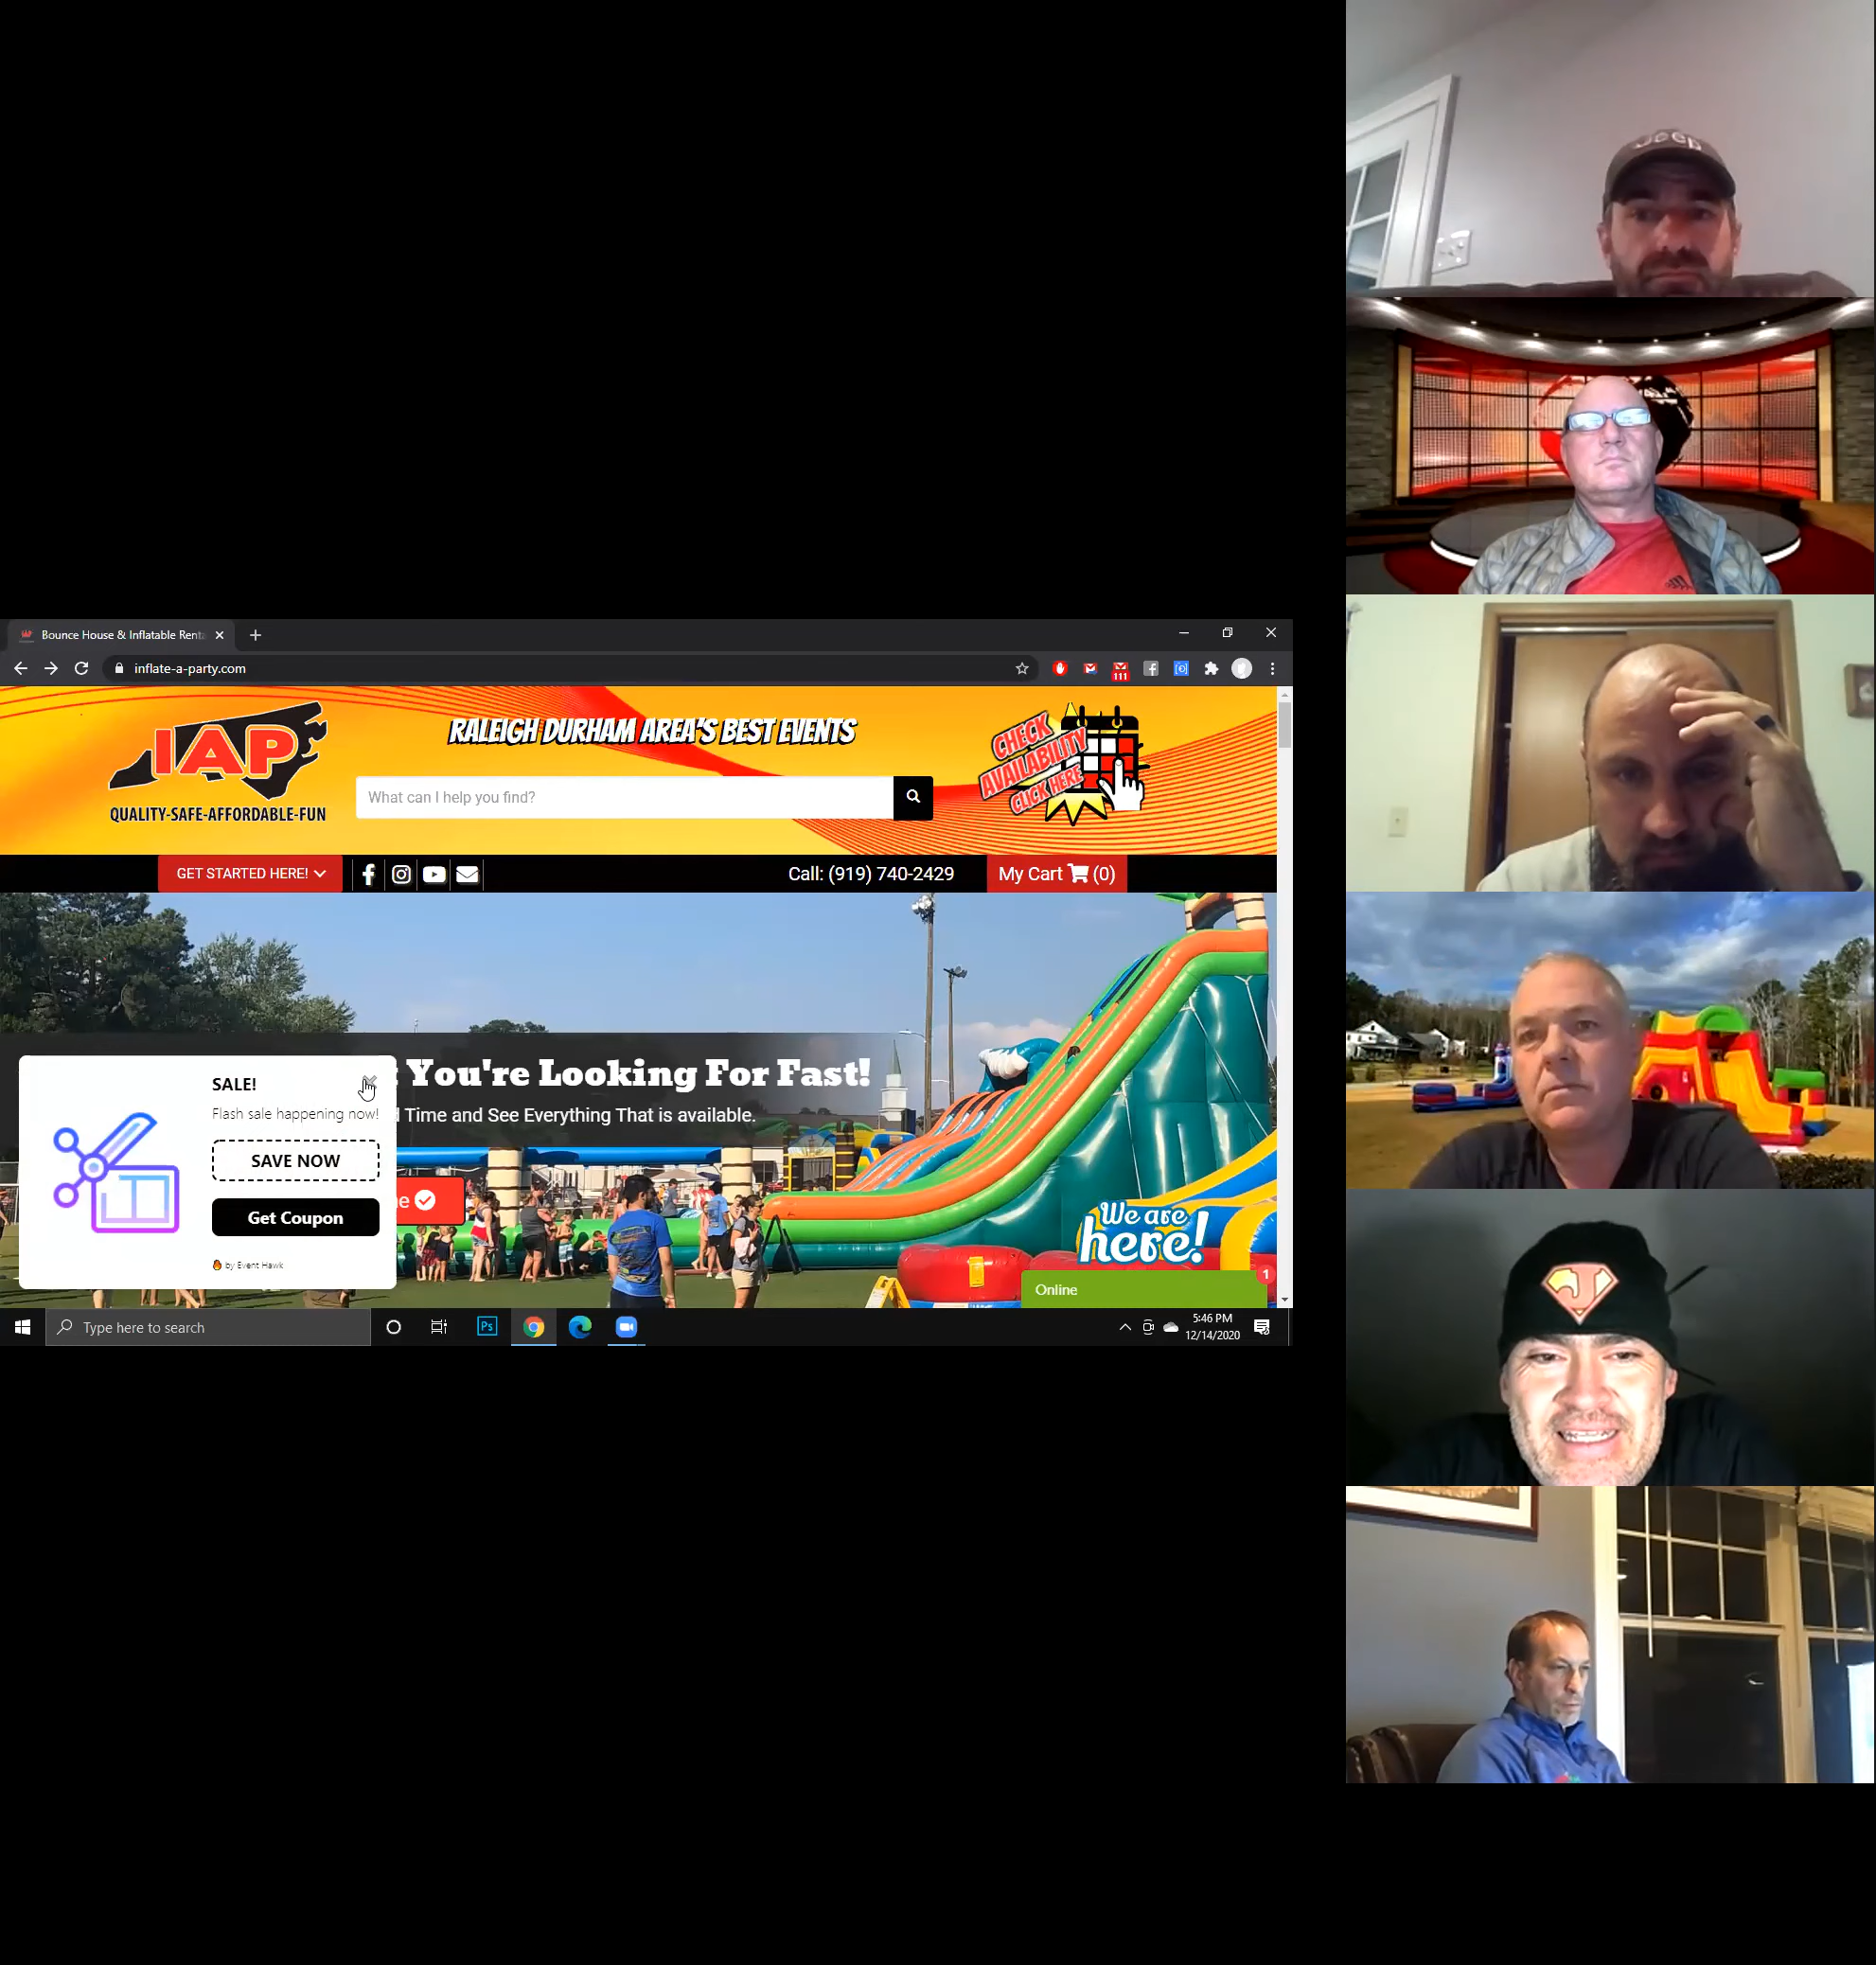 Jeep
Bounce House & Inflatable Rent
inflate-a-party.com
111
IAP
QUALITY-SAFE-AFFORDABLE-FUN
RALEIGH DURHAM AREA'S BEST EVENTS
What can I help you find?
CHECK
AVAILABILITY
CLICK HERE
GET STARTED HERE!
Call: (919) 740-2429
My Cart (0)
You're Looking For Fast!
d Time and See Everything That is available.
SALE!
Flash sale happening now!
SAVE NOW
Get Coupon
by Event Hawk
e
We are
here!
Online
1
Type here to search
Ps
5:46 PM
12/14/2020
J